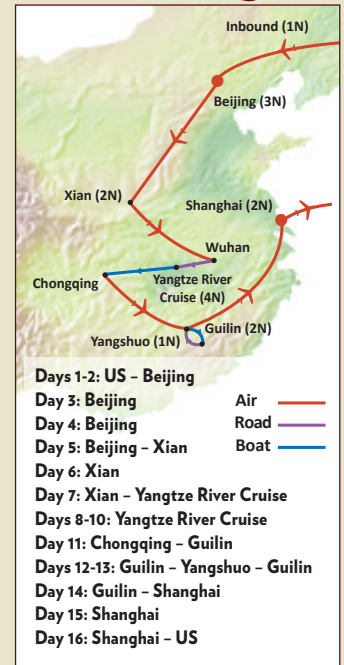 Inbound (1N)
Beijing (3N)
Xian (2N)
Shanghai (2N)
Wuhan
Chongqing
Yangtze River
Cruise (4N)
Guilin (2N)
Yangshuo (1N)
Days 1-2: US – Beijing
Day 3: Beijing
Day 4: Beijing
Day 5: Beijing – Xian
Day 6: Xian
Day 7: Xian – Yangtze River Cruise
Days 8-10: Yangtze River Cruise
Day 11: Chongqing – Guilin
Days 12-13: Guilin – Yangshuo – Guilin
Day 14: Guilin – Shanghai
Day 15: Shanghai
Day 16: Shanghai – US
Air
Road
Boat